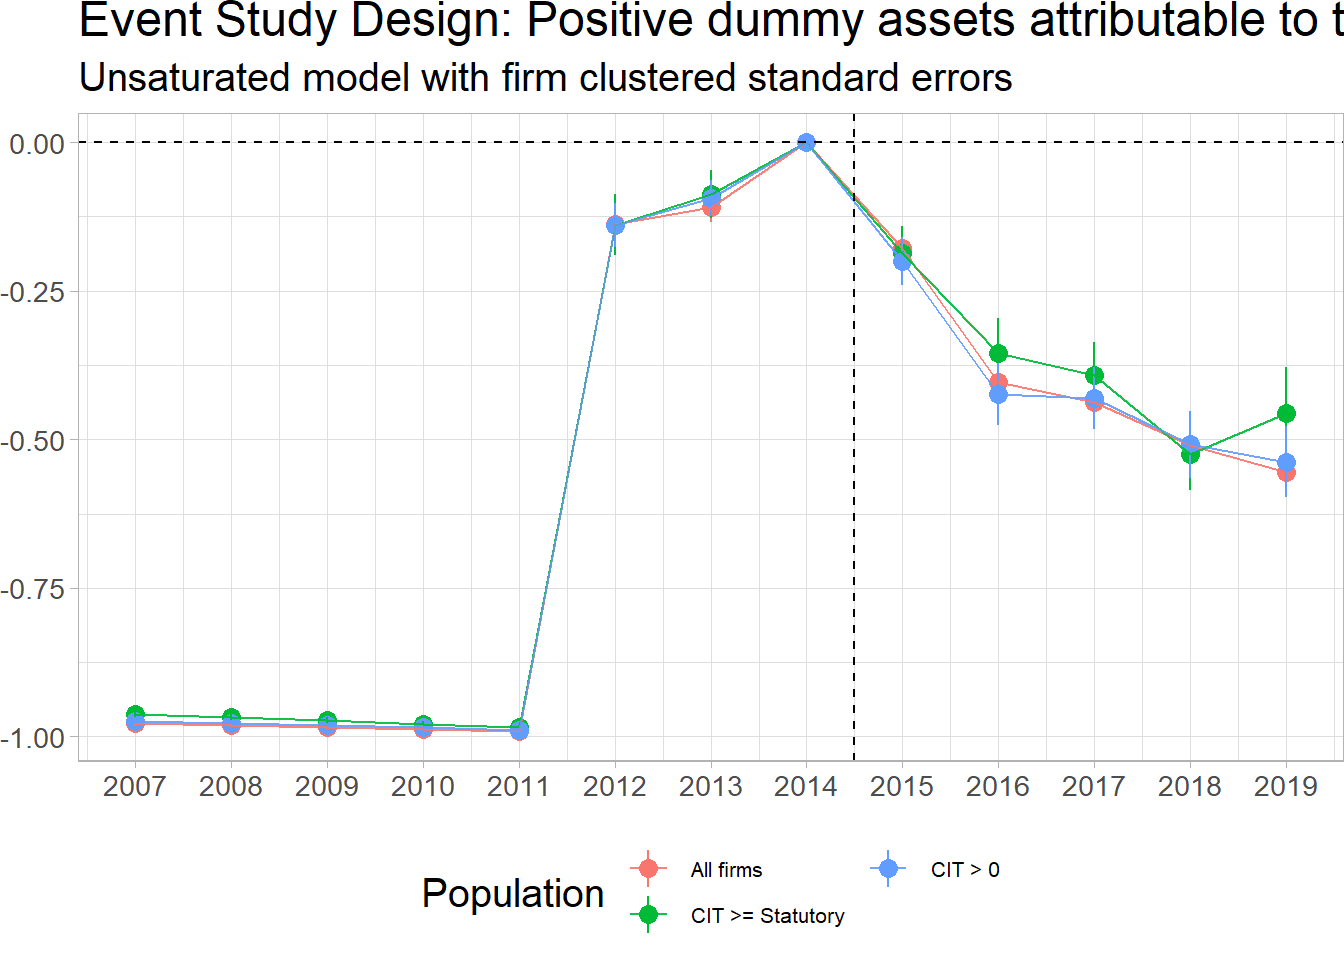 Event Study Design: Positive dummy assets attributable to
Unsaturated model with firm clustered standard errors
0.00
-0.25
-0.50
-0.75
-1.00
2007 2008 2009 2010 2011 2012 2013 2014 2015 2016 2017 2018 2019
Population
All firms
CIT > 0
CIT >= Statutory